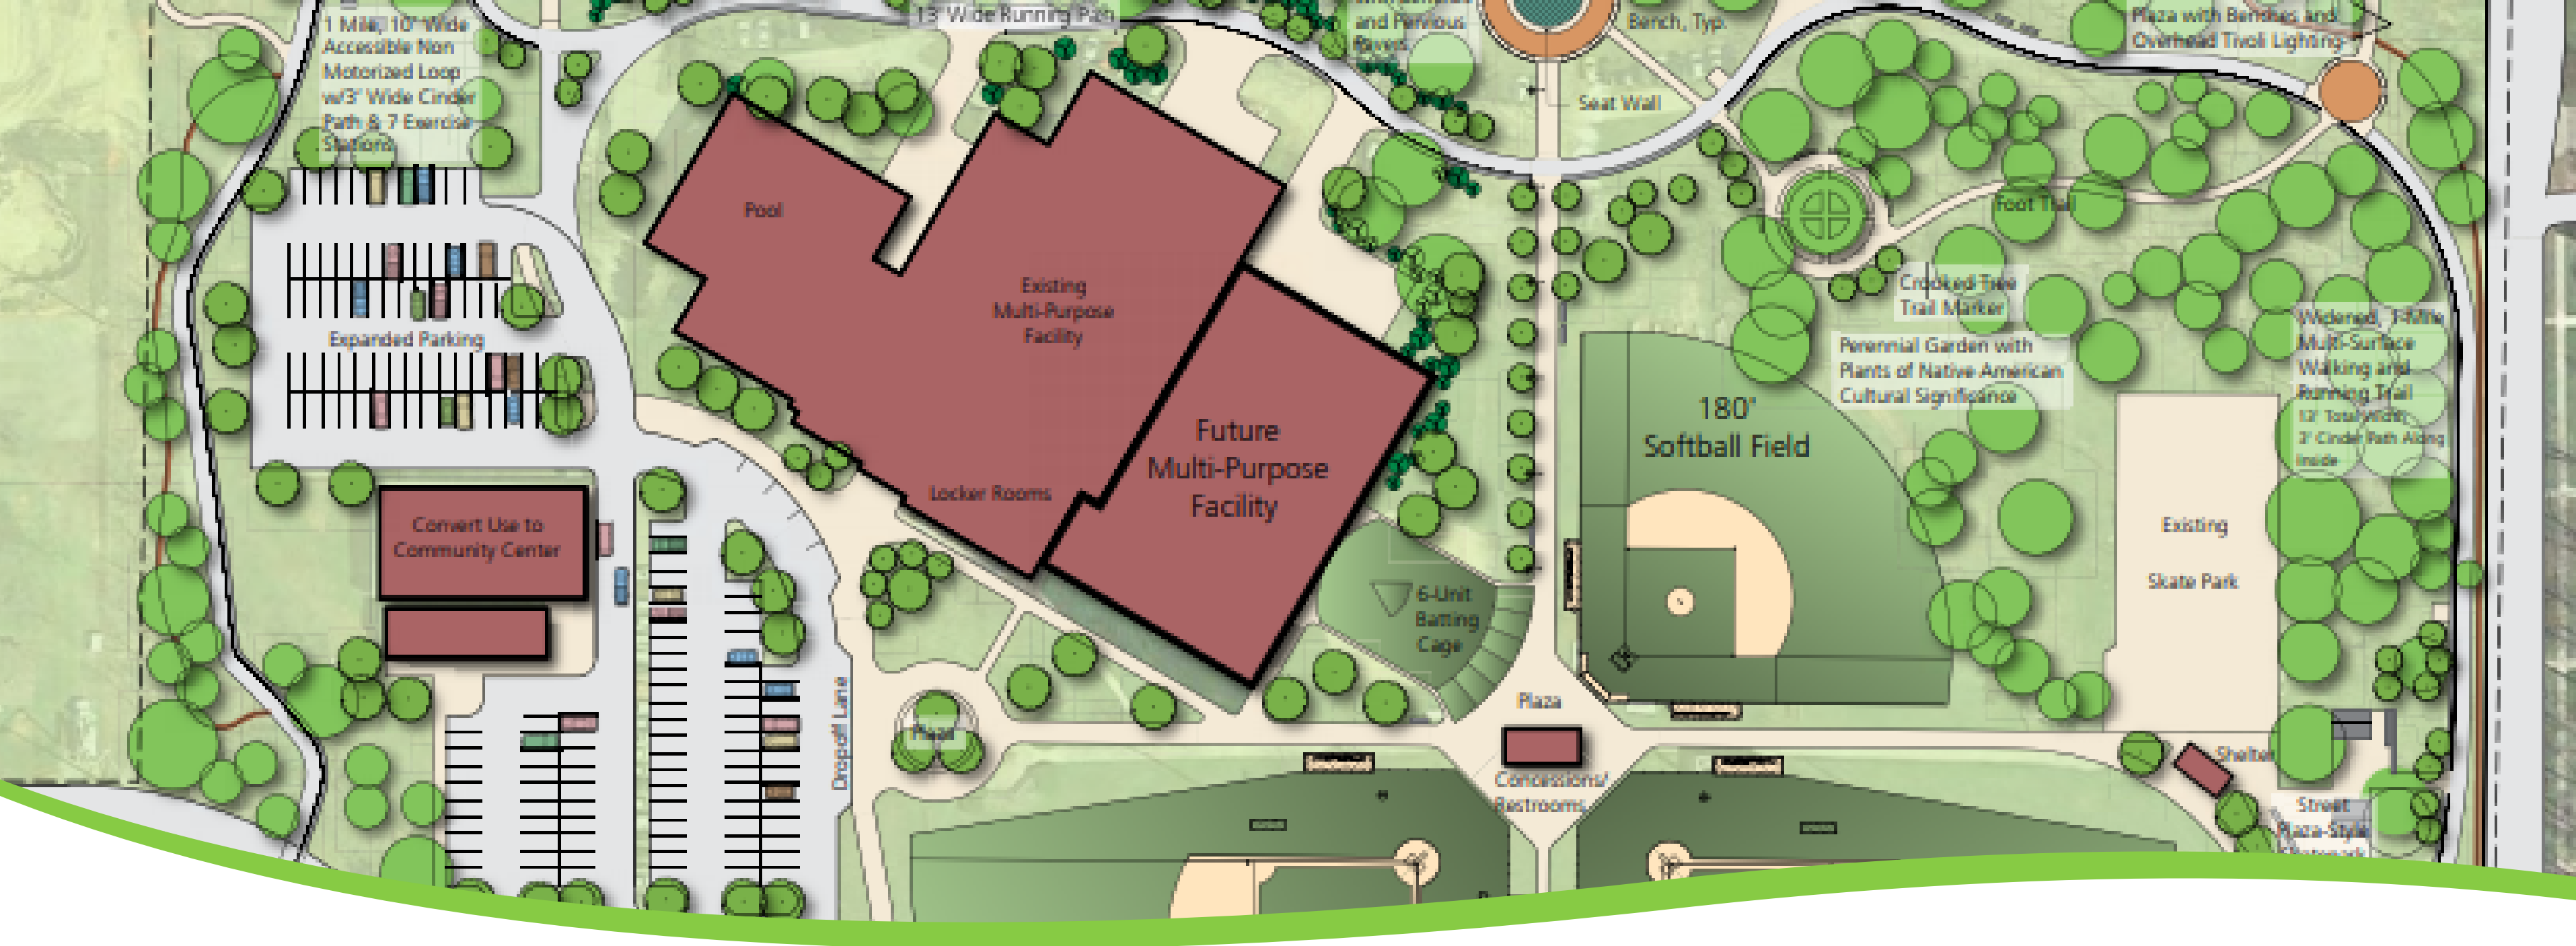 1 Mile, 10' Wide
Accessible Non
Motorized Loop
w/3' Wide Cinder
Path & 7 Exercise
Stations
13' Wide Running Path
and Pervious
Pavers
Bench, Typ.
Plaza with Benches and
Overhead Tivoli Lighting
Seat Wall
Pool
Foot Trail
Existing
Multi-Purpose
Facility
Crooked Tree
Trail Marker
Expanded Parking
Perennial Garden with
Plants of Native American
Cultural Significance
Widened, 1-Mile
Multi-Surface
Walking and
Running Trail
13' Total Width,
3' Cinder Path Along
Inside
180'
Softball Field
Future
Multi-Purpose
Facility
Locker Rooms
Convert Use to
Community Center
Existing
Skate Park
6-Unit
Batting
Cage
Dropoff Lane
Plaza
Plaza
Shelter
Concessions/
Restrooms
Street
Plaza-Style